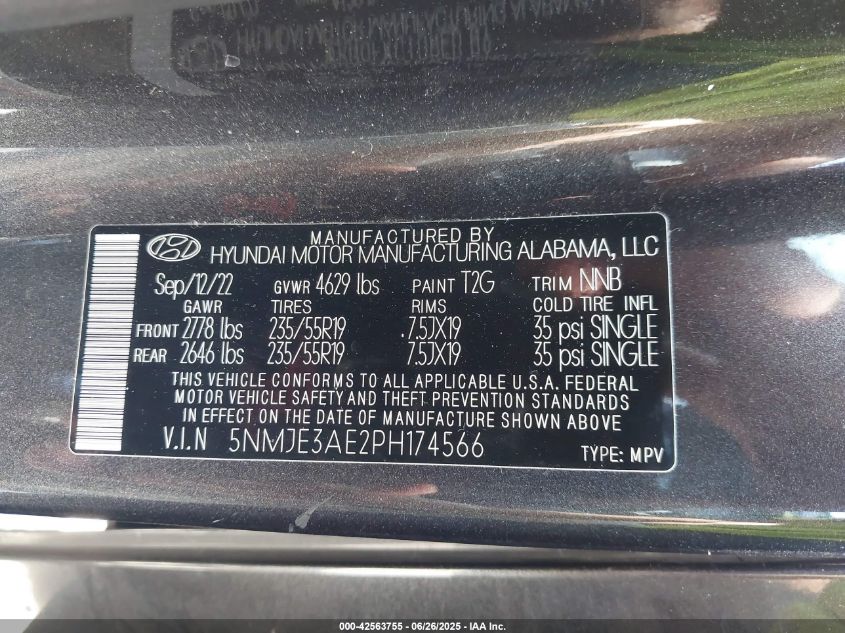 MANUFACTURED BY
HYUNDAI MOTOR MANUFACTURING ALABAMA, LLC
Sep/12/22 GVWR 4629 lbs PAINT T2G TRIM NNB
GAWR TIRES RIMS COLD TIRE INFL
FRONT 2778 lbs 235/55R19 7.5JX19 35 psi SINGLE
REAR 2646 lbs 235/55R19 7.5JX19 35 psi SINGLE
THIS VEHICLE CONFORMS TO ALL APPLICABLE U.S.A. FEDERAL
MOTOR VEHICLE SAFETY AND THEFT PREVENTION STANDARDS
IN EFFECT ON THE DATE OF MANUFACTURE SHOWN ABOVE
V.I.N 5NMJE3AE2PH174566 TYPE: MPV
000-42563755 - 06/26/2025 - IAA Inc.